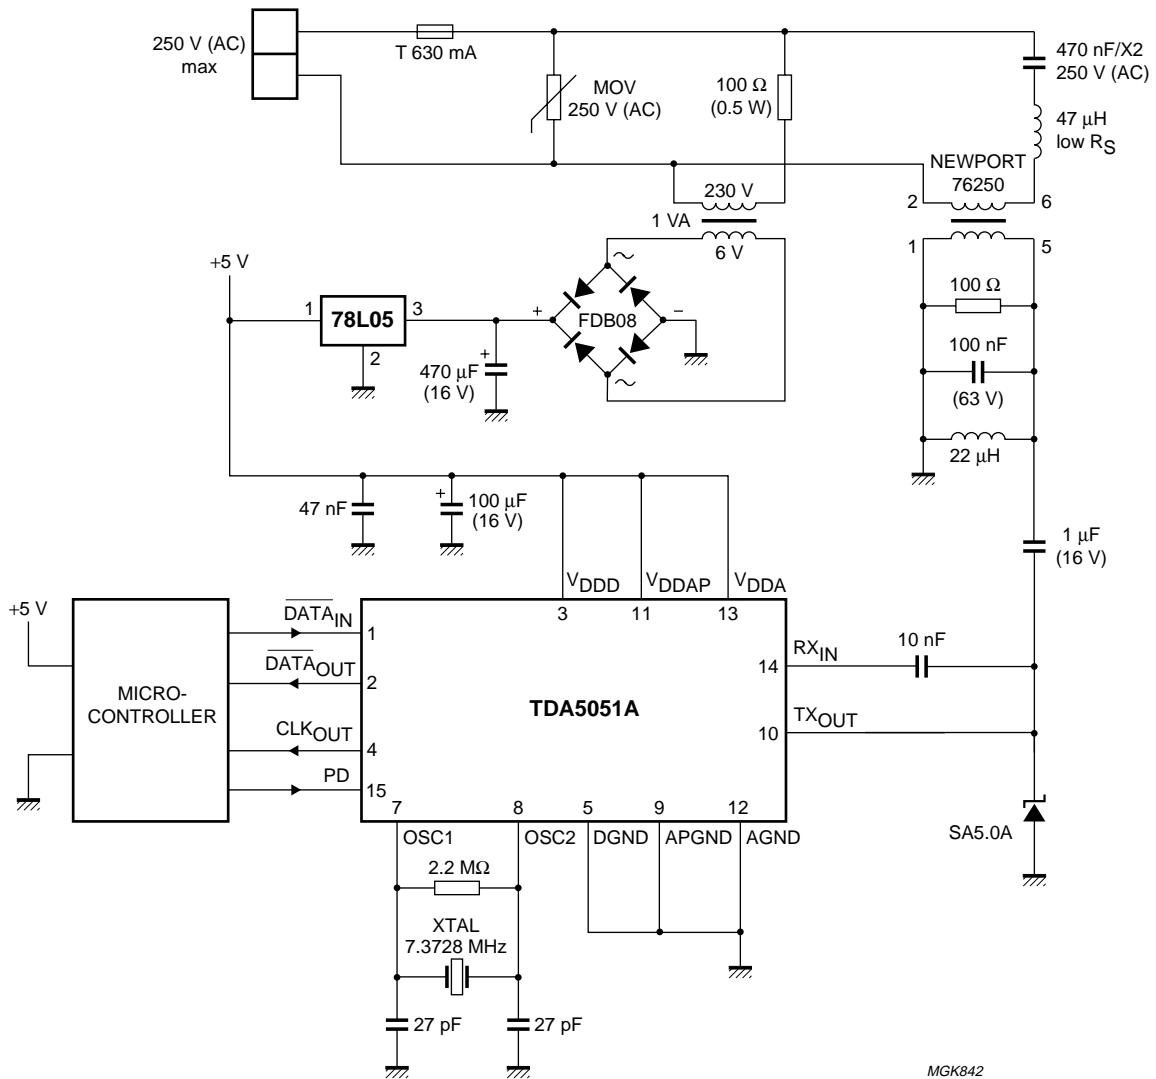 250 V (AC)
max
T 630 mA
MOV
250 V (AC)
100 Ω
(0.5 W)
470 nF/X2
250 V (AC)
47 μH
low RS
NEWPORT
76250
2
6
230 V
1 VA
6 V
1
5
+5 V
1
78L05
3
2
+
FDB08
−
∼
∼
+
470 μF
(16 V)
100 Ω
100 nF
(63 V)
22 μH
47 nF
+
100 μF
(16 V)
1 μF
(16 V)
VDDD
VDDAP
VDDA
3
11
13
+5 V
MICRO-
CONTROLLER
DATAIN
1
DATAOUT
2
CLKOUT
4
PD
15
TDA5051A
14
RXIN
10 nF
10
TXOUT
7
8
5
9
12
OSC1
OSC2
DGND
APGND
AGND
SA5.0A
2.2 MΩ
XTAL
7.3728 MHz
27 pF
27 pF
MGK842